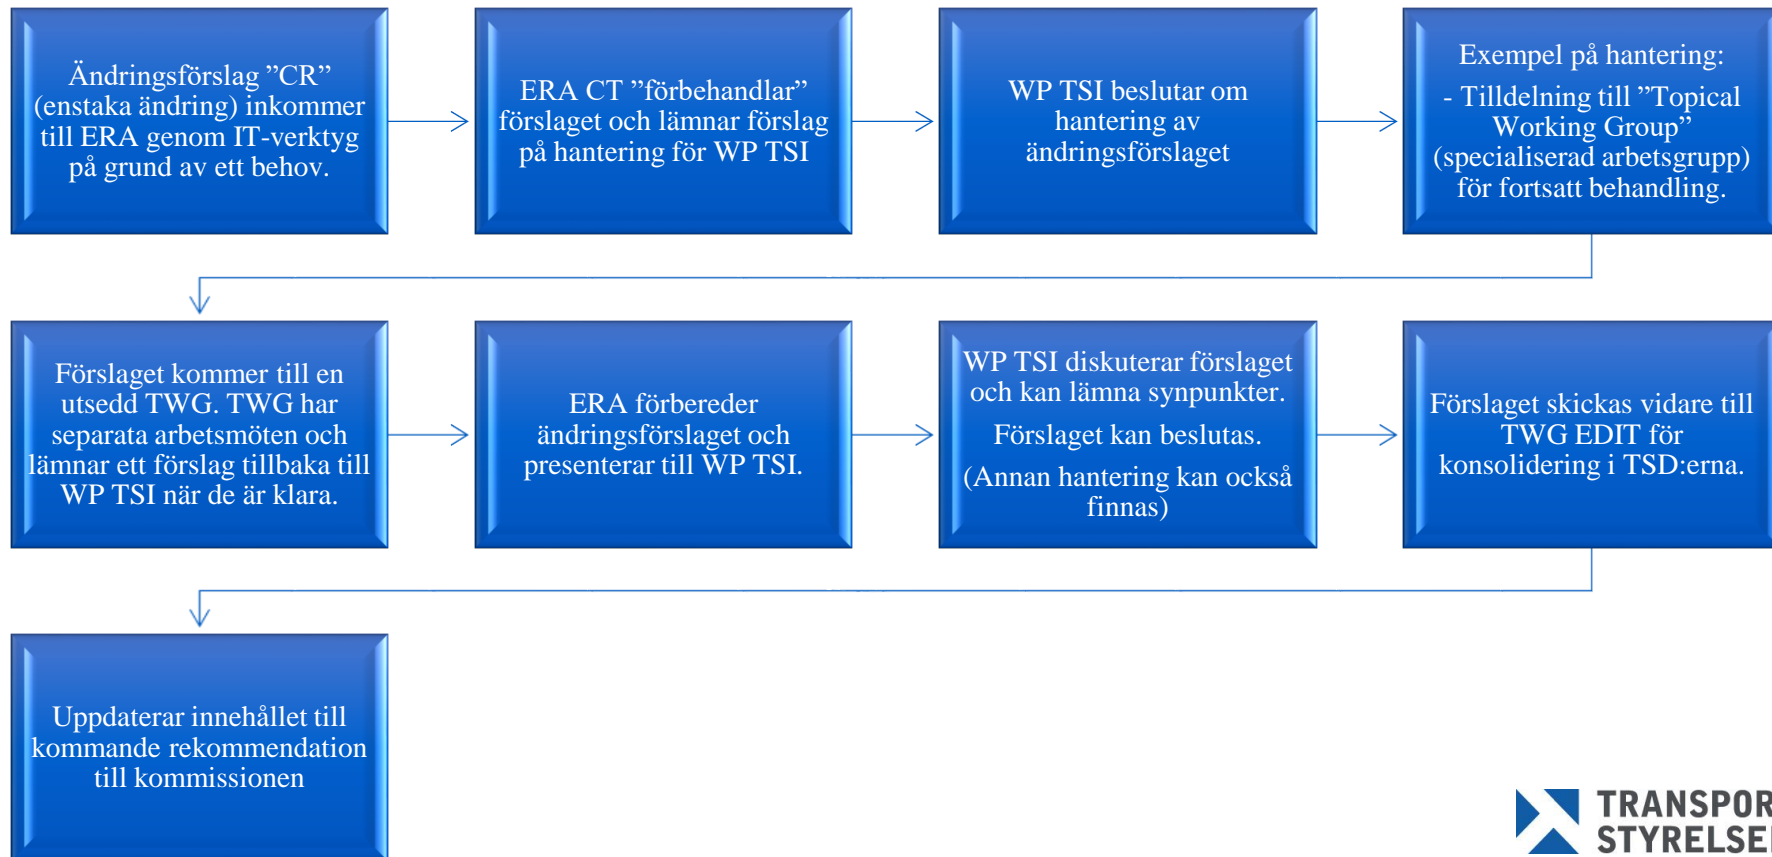 Ändringsförslag ”CR”
(enstaka ändring) inkommer
till ERA genom IT-verktyg
på grund av ett behov.
ERA CT ”förbehandlar”
förslaget och lämnar förslag
på hantering för WP TSI
WP TSI beslutar om
hantering av
ändringsförslaget
Exempel på hantering:
- Tilldelning till ”Topical
Working Group”
(specialiserad arbetsgrupp)
för fortsatt behandling.
Förslaget kommer till en
utsedd TWG. TWG har
separata arbetsmöten och
lämnar ett förslag tillbaka till
WP TSI när de är klara.
ERA förbereder
ändringsförslaget och
presenterar till WP TSI.
WP TSI diskuterar förslaget
och kan lämna synpunkter.
Förslaget kan beslutas.
(Annan hantering kan också
finnas)
Förslaget skickas vidare till
TWG EDIT för
konsolidering i TSD:erna.
Uppdaterar innehållet till
kommande rekommendation
till kommissionen
TRANSPOR
STYRELSE